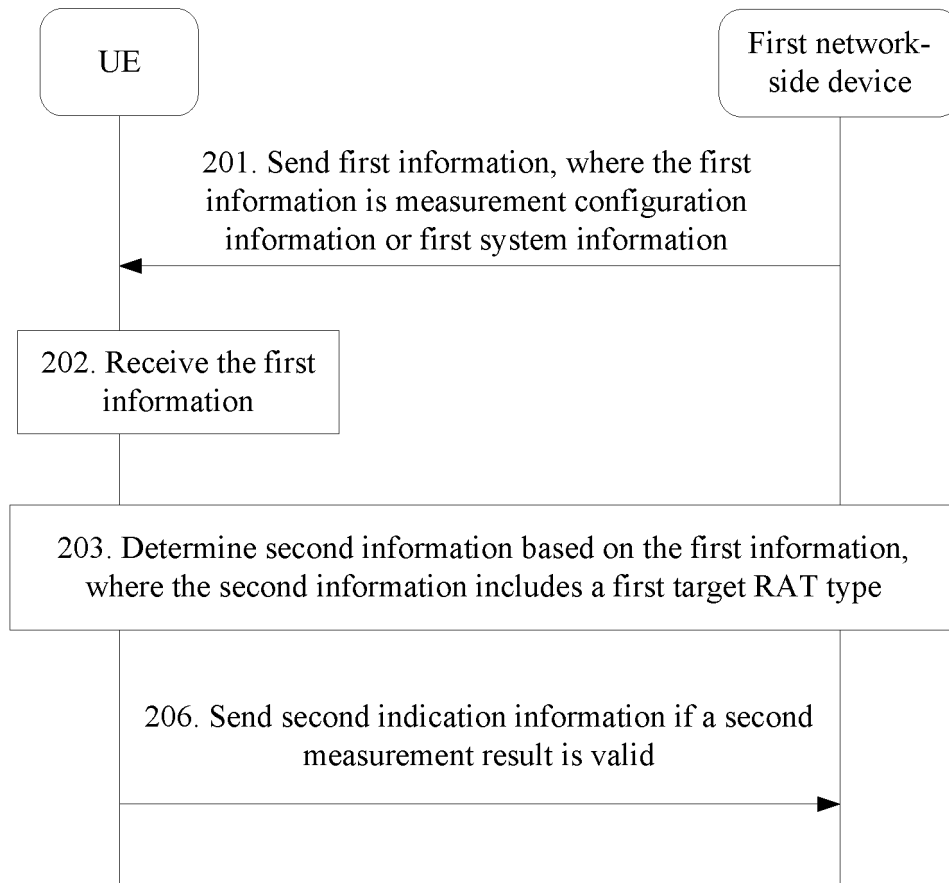 UE
First network-
side device
201. Send first information, where the first
information is measurement configuration
information or first system information
202. Receive the first
information
203. Determine second information based on the first information,
where the second information includes a first target RAT type
206. Send second indication information if a second
measurement result is valid